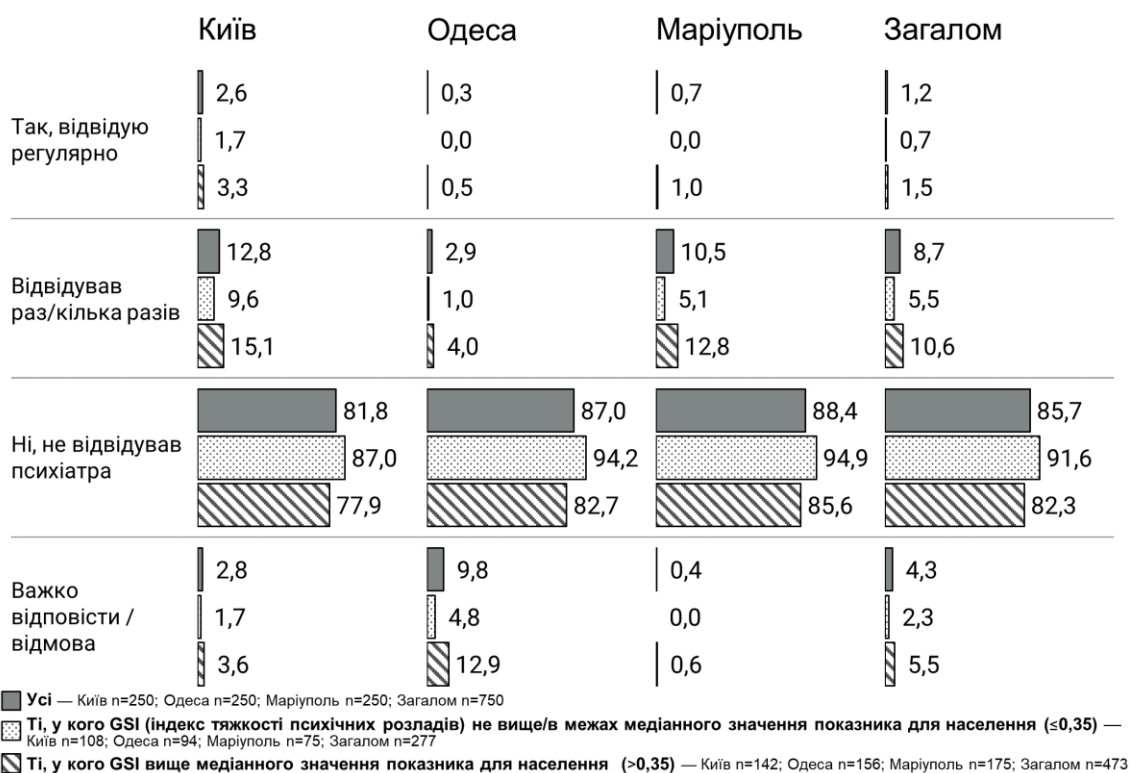 Київ Одеса Маріуполь Загалом
2,6 0,3 0,7 1,2
Так, відвідую
регулярно
1,7 0,0 0,0 0,7
3,3 0,5 1,0 1,5
12,8 2,9 10,5 8,7
Відвідував
раз/кілька разів
9,6 1,0 5,1 5,5
15,1 4,0 12,8 10,6
81,8 87,0 88,4 85,7
Ні, не відвідував
психіатра
87,0 94,2 94,9 91,6
77,9 82,7 85,6 82,3
2,8 9,8 0,4 4,3
Важко
відповісти /
відмова
1,7 4,8 0,0 2,3
3,6 12,9 0,6 5,5
Усі — Київ n=250; Одеса n=250; Маріуполь n=250; Загалом n=750
Ті, у кого GSI (індекс тяжкості психічних розладів) не вище/в межах медіанного значення показника для населення (≤0,35) —
Київ n=108; Одеса n=94; Маріуполь n=75; Загалом n=277
Ті, у кого GSI вище медіанного значення показника для населення (>0,35) — Київ n=142; Одеса n=156; Маріуполь n=175; Загалом n=473